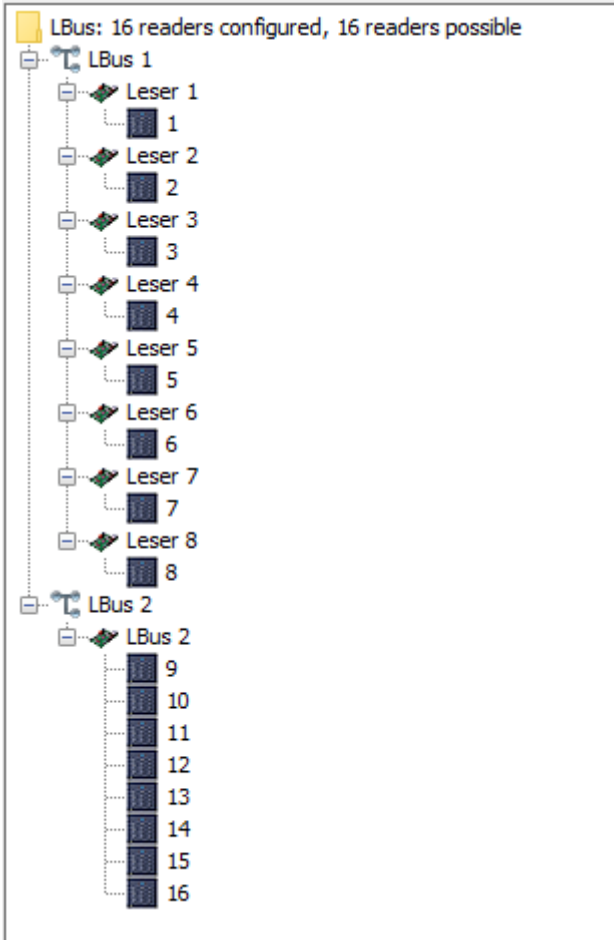 LBus: 16 readers configured, 16 readers possible
LBus 1
Leser 1
1
Leser 2
2
Leser 3
3
Leser 4
4
Leser 5
5
Leser 6
6
Leser 7
7
Leser 8
8
LBus 2
LBus 2
9
10
11
12
13
14
15
16